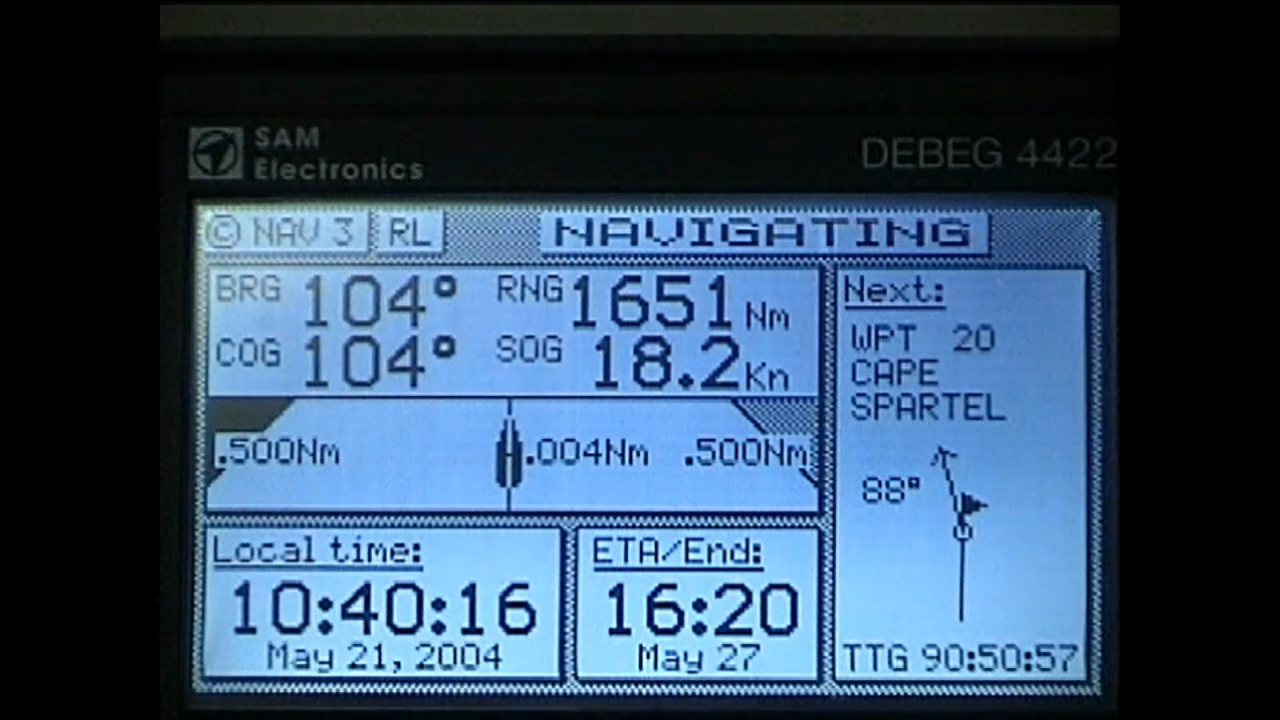 SAM
Electronics
DEBEG 4422
© NAV 3 RL NAVIGATING
BRG 104° RNG 1651 Nm
COG 104° SOG 18.2 Kn
.500Nm .004Nm .500Nm
Next:
WPT 20
CAPE
SPARTEL
88°
TTG 90:50:57
Local time:
10:40:16
May 21, 2004
ETA/End:
16:20
May 27